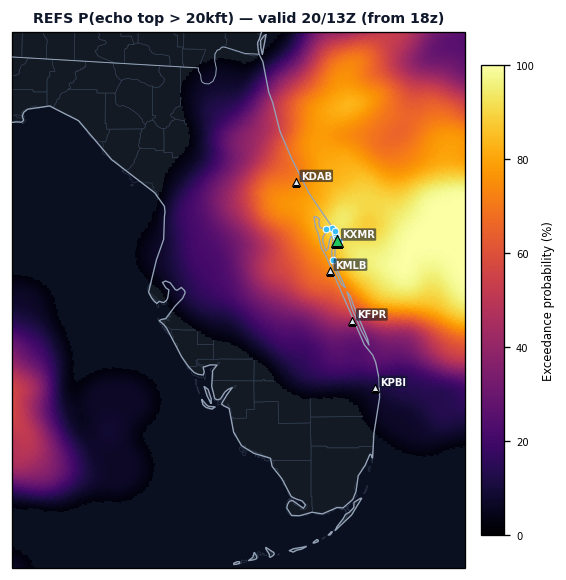 REFS P(echo top > 20kft) — valid 20/13Z (from 18z)
KDAB
KXMR
KMLB
KFPR
KPBI
100
80
60
40
20
0
Exceedance probability (%)